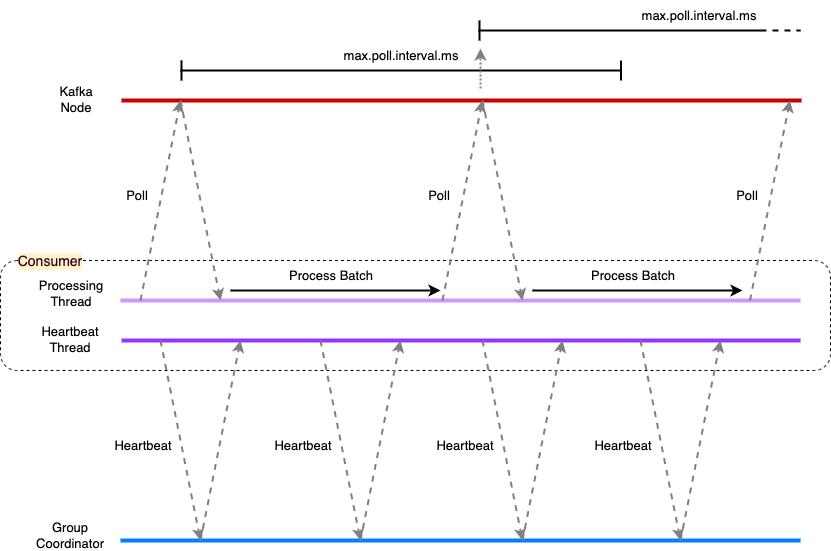 max.poll.interval.ms
max.poll.interval.ms
Kafka
Node
Poll
Poll
Poll
Consumer
Process Batch
Process Batch
Processing
Thread
Heartbeat
Thread
Heartbeat
Heartbeat
Heartbeat
Heartbeat
Group
Coordinator